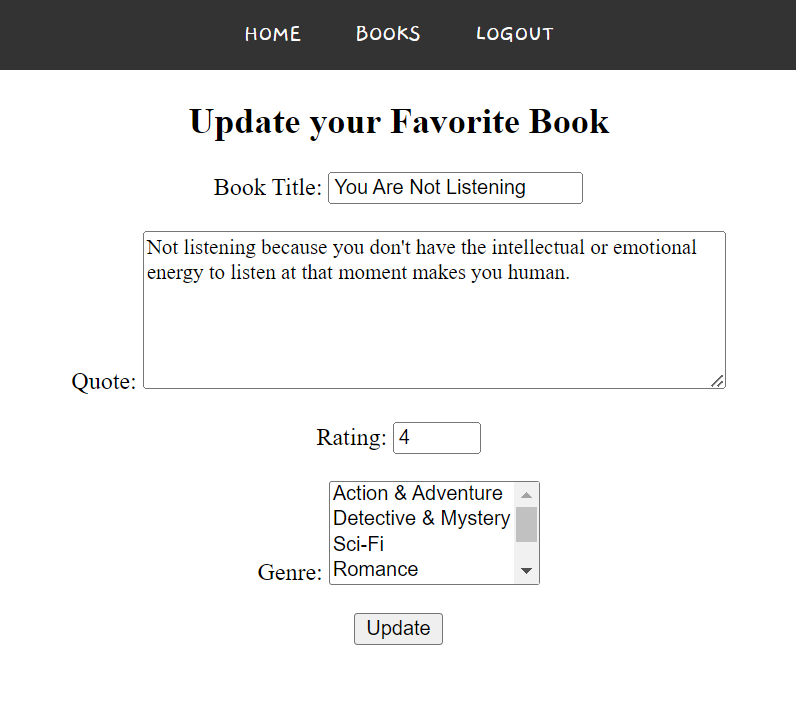 HOME BOOKS LOGOUT
Update your Favorite Book
Book Title: You Are Not Listening
Not listening because you don't have the intellectual or emotional
energy to listen at that moment makes you human.
Quote:
Rating: 4
Action & Adventure
Detective & Mystery
Sci-Fi
Romance
Genre:
Update